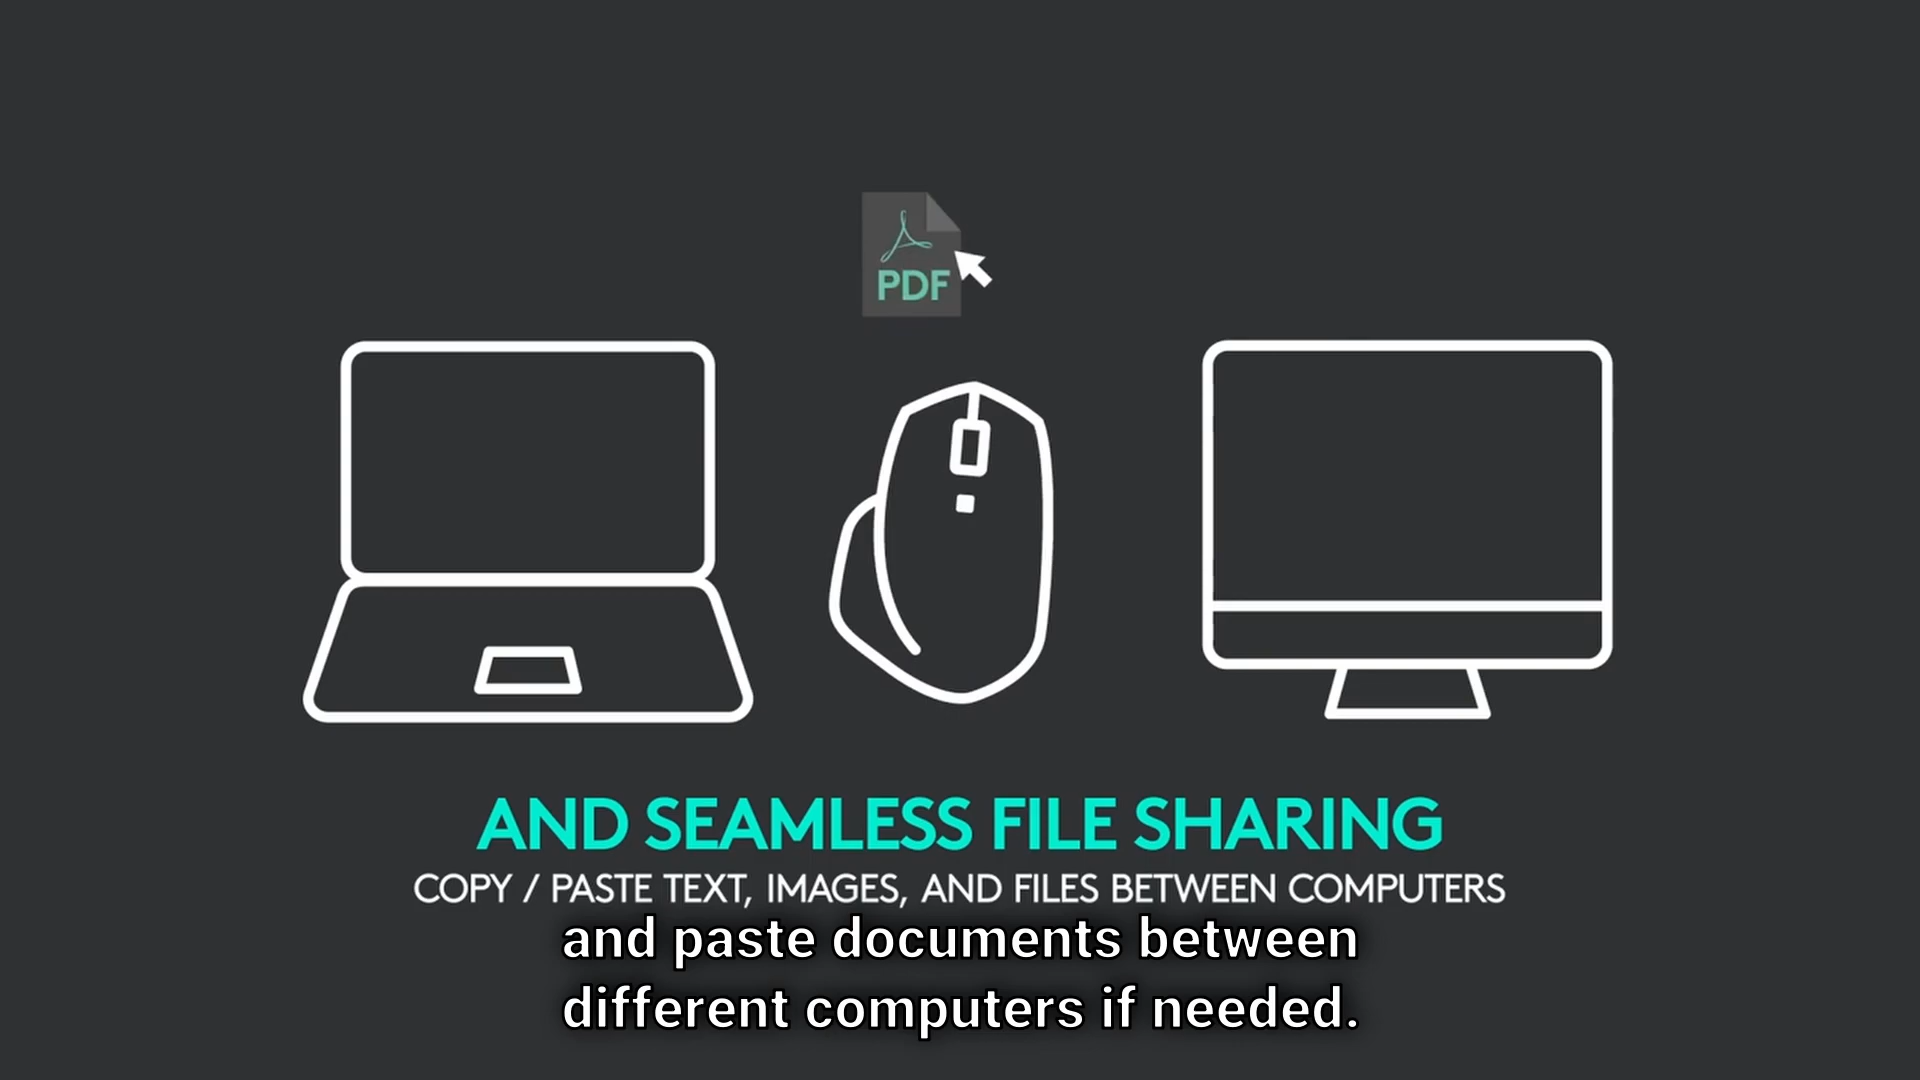 PDF
AND SEAMLESS FILE SHARING
COPY / PASTE TEXT, IMAGES, AND FILES BETWEEN COMPUTERS
and paste documents between
different computers if needed.